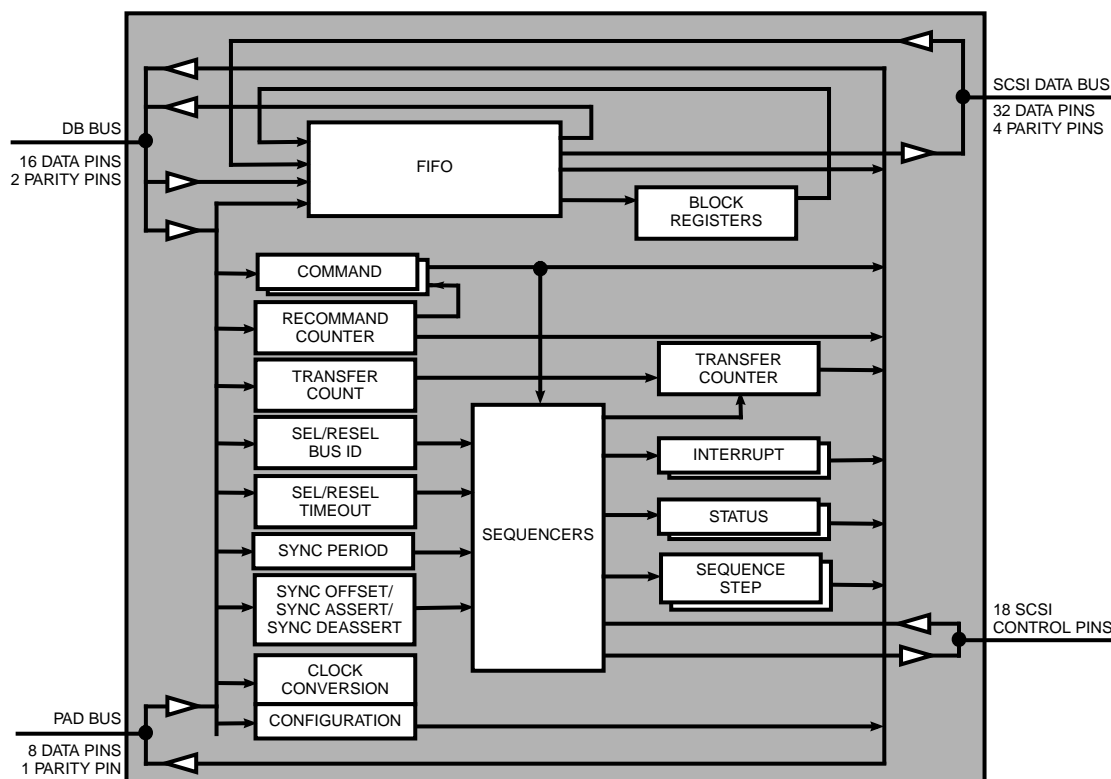 SCSI DATA BUS
32 DATA PINS
4 PARITY PINS
DB BUS
16 DATA PINS
2 PARITY PINS
FIFO
BLOCK
REGISTERS
COMMAND
RECOMMAND
COUNTER
TRANSFER
COUNT
TRANSFER
COUNTER
SEL/RESEL
BUS ID
INTERRUPT
SEL/RESEL
TIMEOUT
SEQUENCERS
STATUS
SYNC PERIOD
SEQUENCE
STEP
SYNC OFFSET/
SYNC ASSERT/
SYNC DEASSERT
18 SCSI
CONTROL PINS
CLOCK
CONVERSION
CONFIGURATION
PAD BUS
8 DATA PINS
1 PARITY PIN